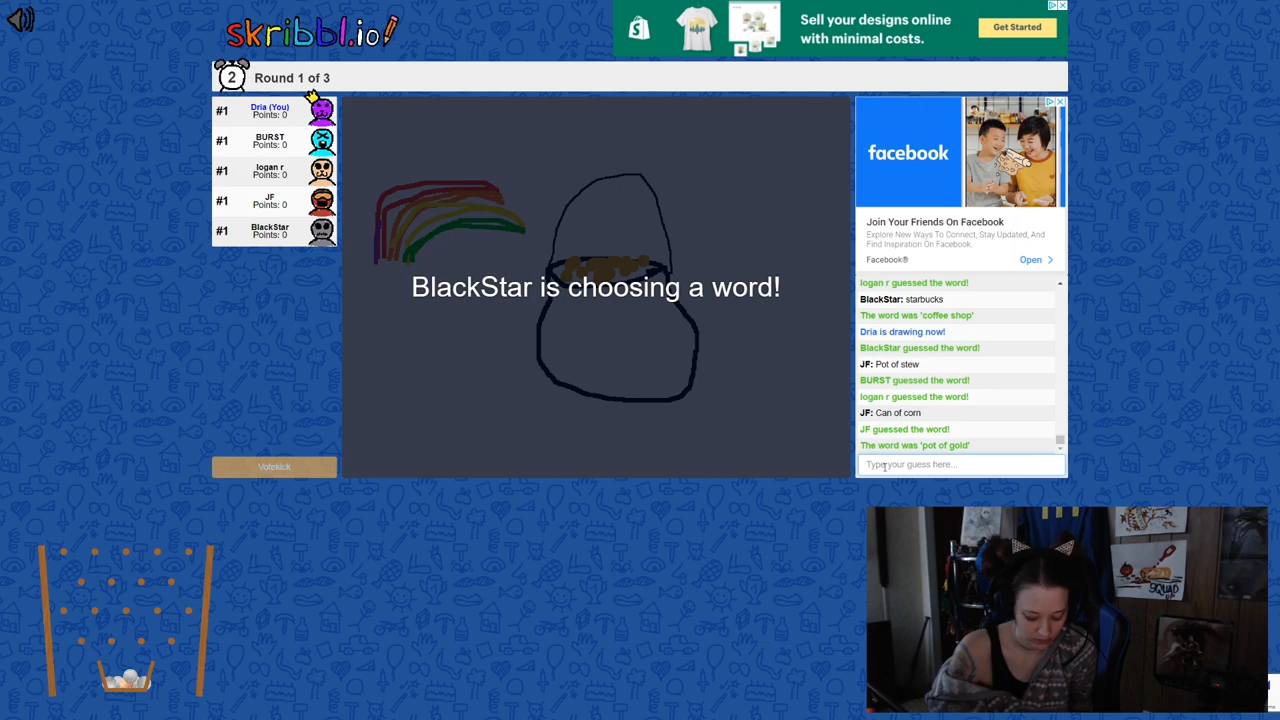 skribbl.io!
Sell your designs online
with minimal costs.
Get Started
2
Round 1 of 3
#1
Dria (You)
Points: 0
#1
BURST
Points: 0
#1
logan r
Points: 0
#1
JF
Points: 0
#1
BlackStar
Points: 0
Votekick
BlackStar is choosing a word!
facebook
Join Your Friends On Facebook
Explore New Ways To Connect, Stay Updated, And
Find Inspiration On Facebook.
Facebook®
Open
logan r guessed the word!
BlackStar: starbucks
The word was 'coffee shop'
Dria is drawing now!
BlackStar guessed the word!
JF: Pot of stew
BURST guessed the word!
logan r guessed the word!
JF: Can of corn
JF guessed the word!
The word was 'pot of gold'
Type your guess here...
SQUAD